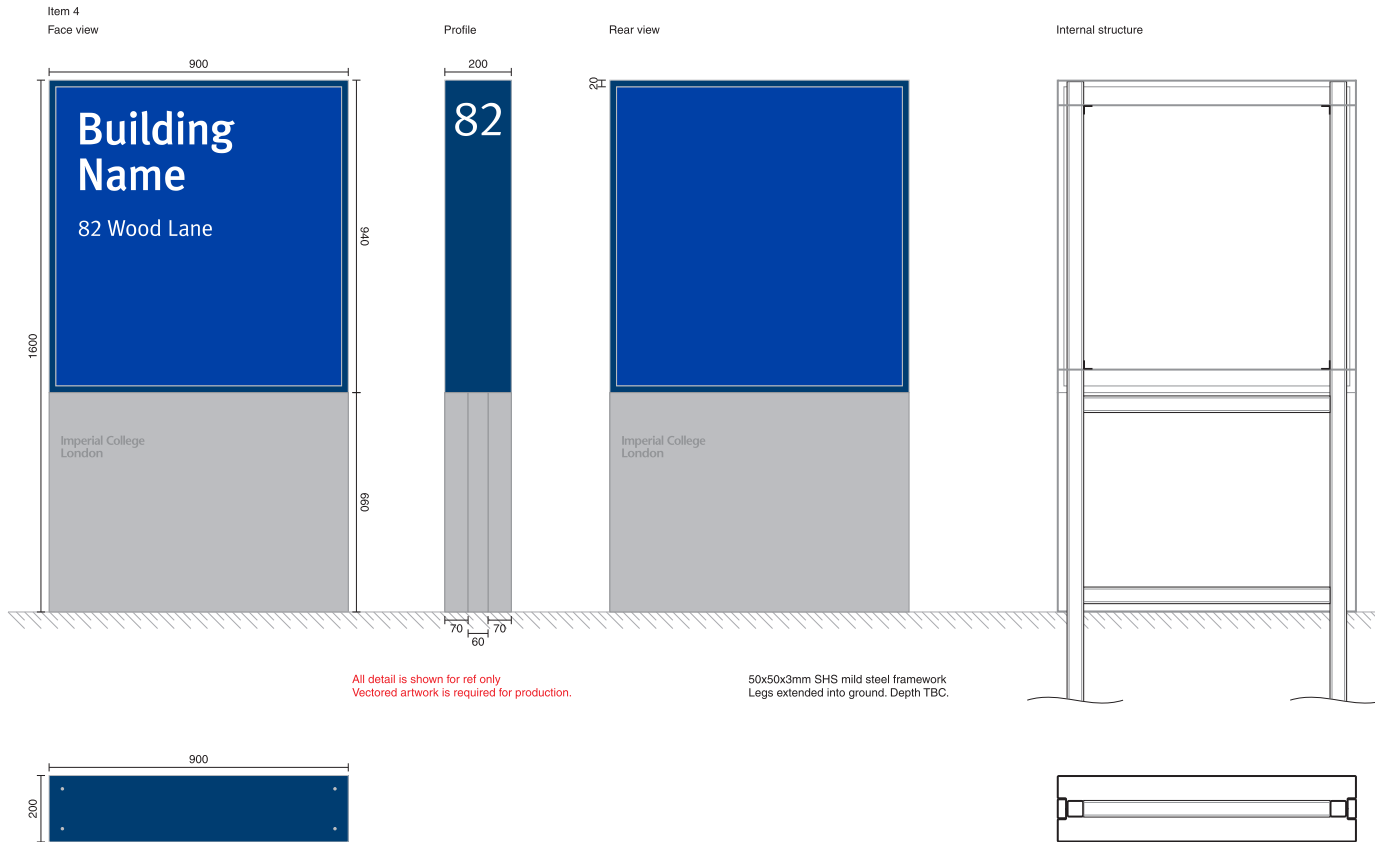 Item 4
Face view
Profile
Rear view
Internal structure
900
200
20
Building
Name
82 Wood Lane
82
940
1600
Imperial College
London
Imperial College
London
660
70
60
70
All detail is shown for ref only
Vectored artwork is required for production.
50x50x3mm SHS mild steel framework
Legs extended into ground. Depth TBC.
900
200